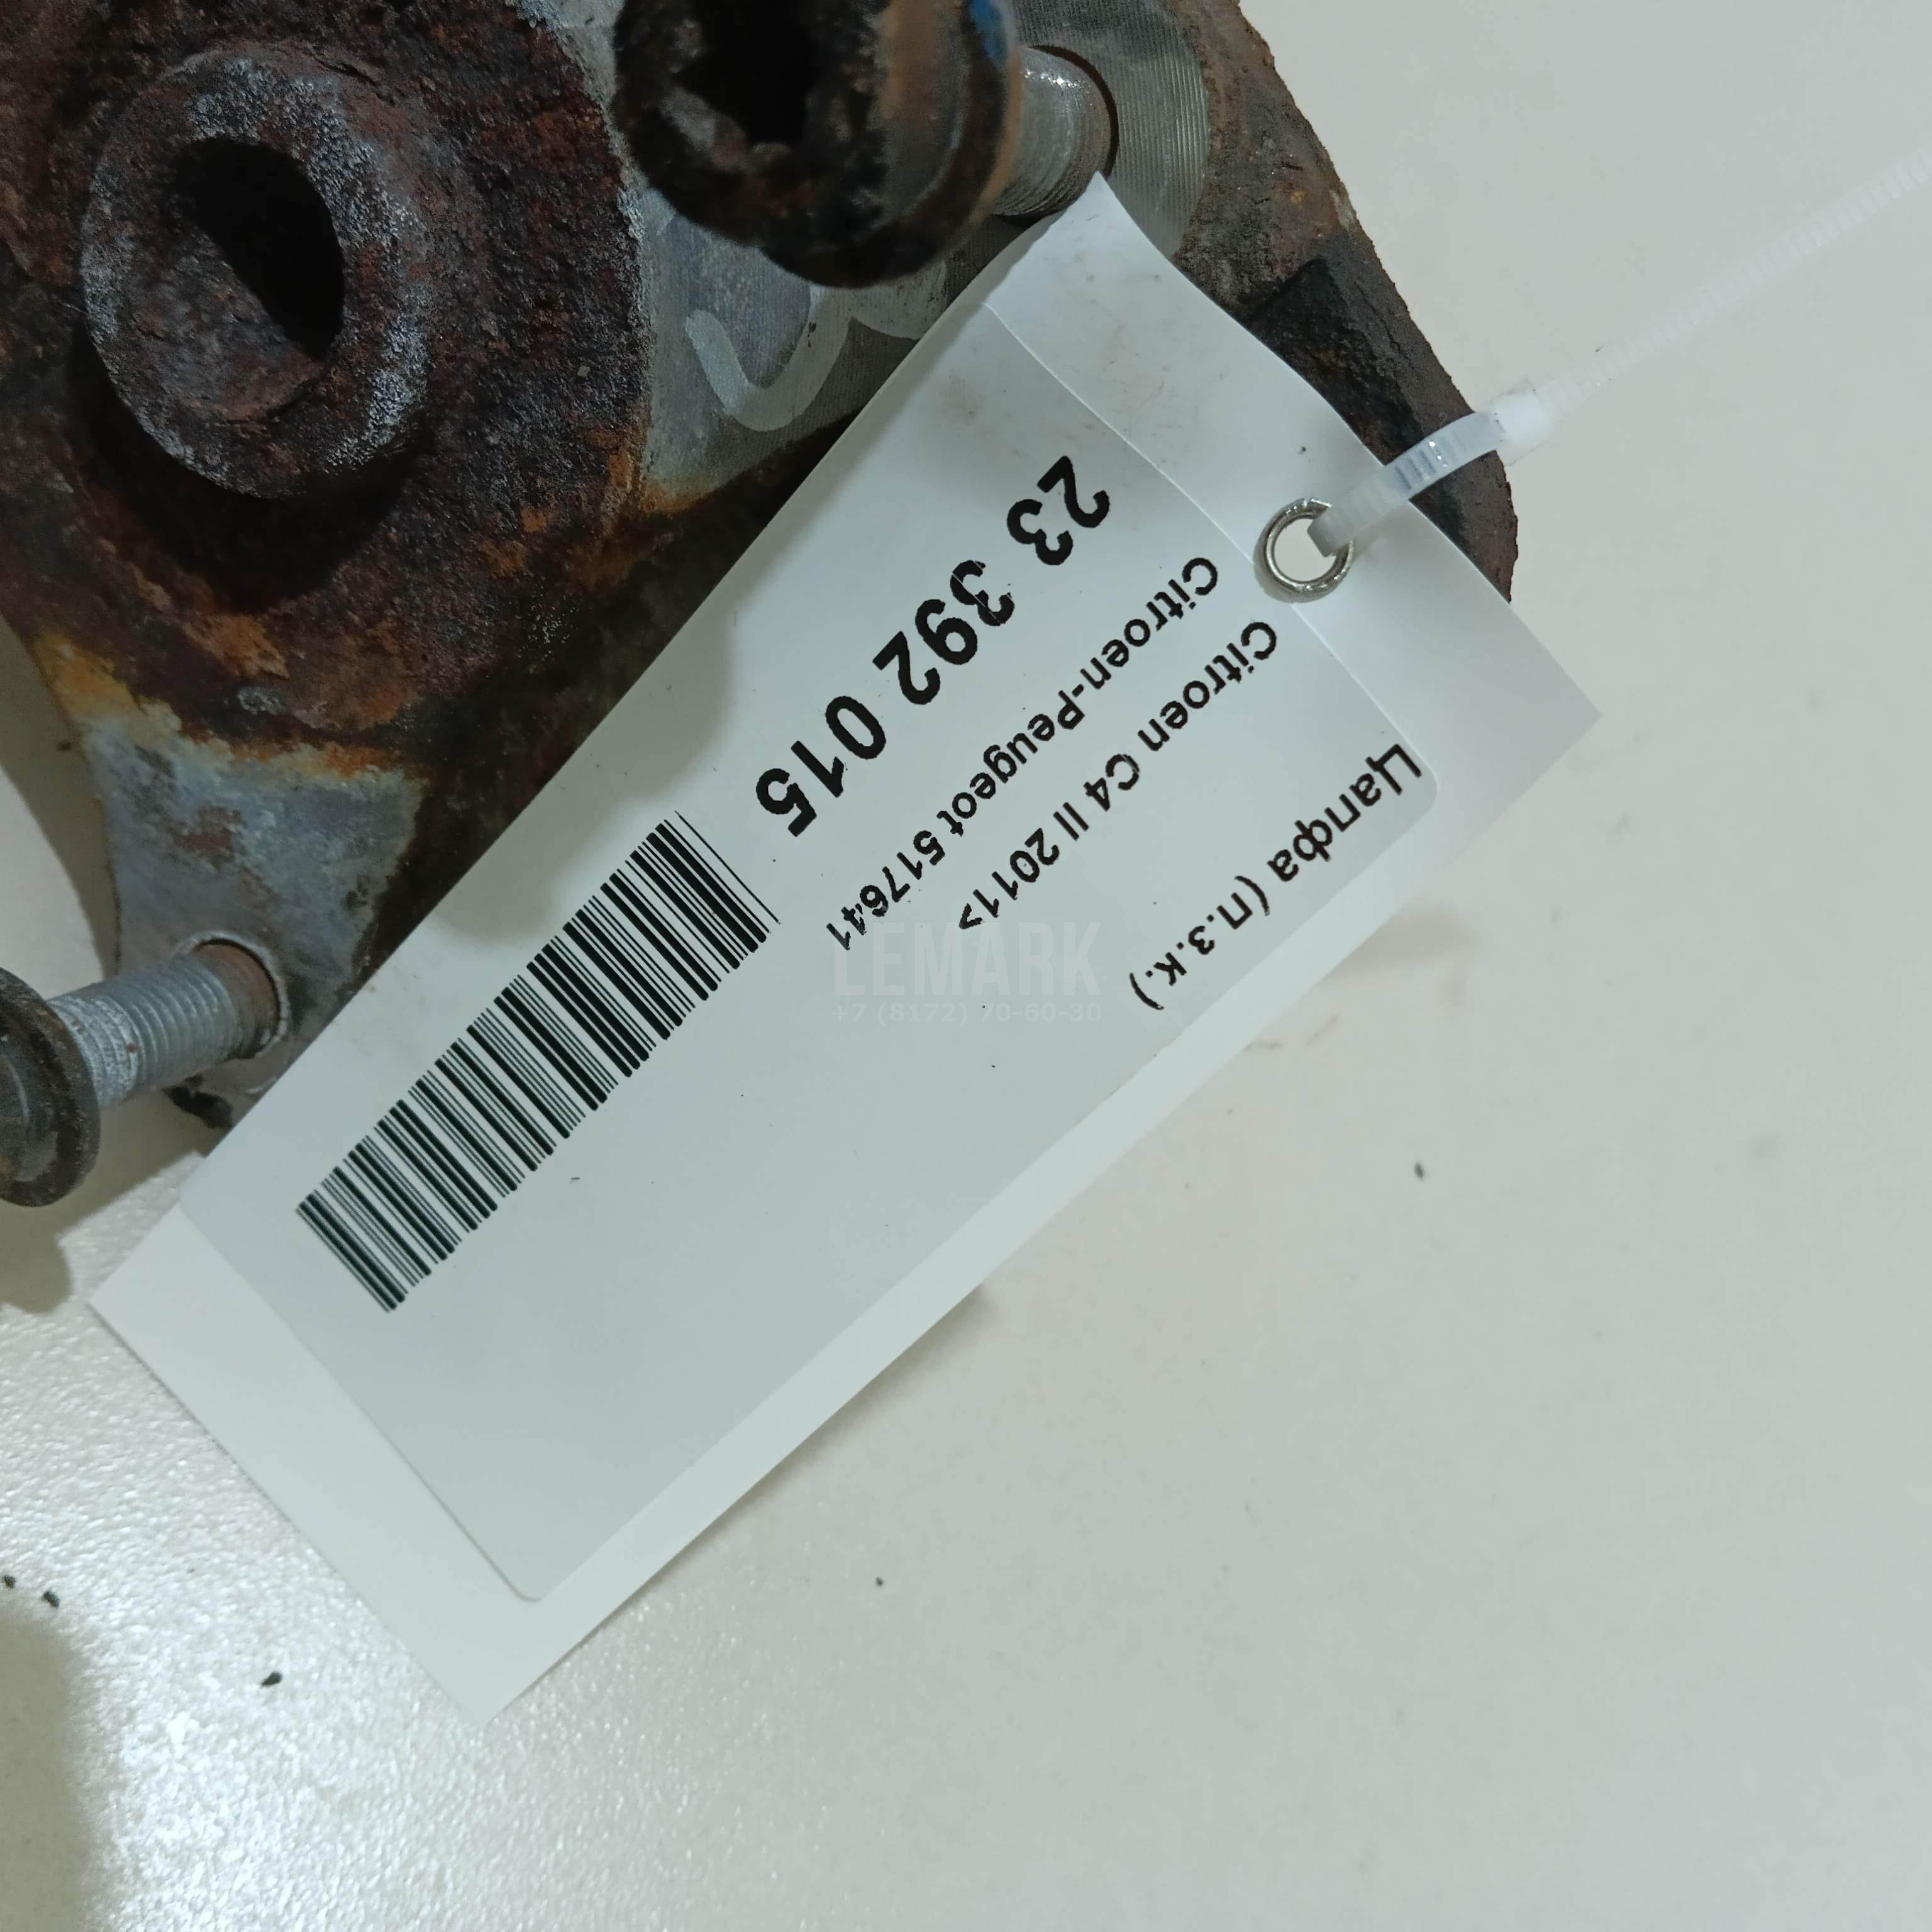 Цапфа (п.з.к.)
Citroen C4 II 2011>
Citroen-Peugeot 517641
23 392 015
LEMARK
+7 (8172) 70-60-30